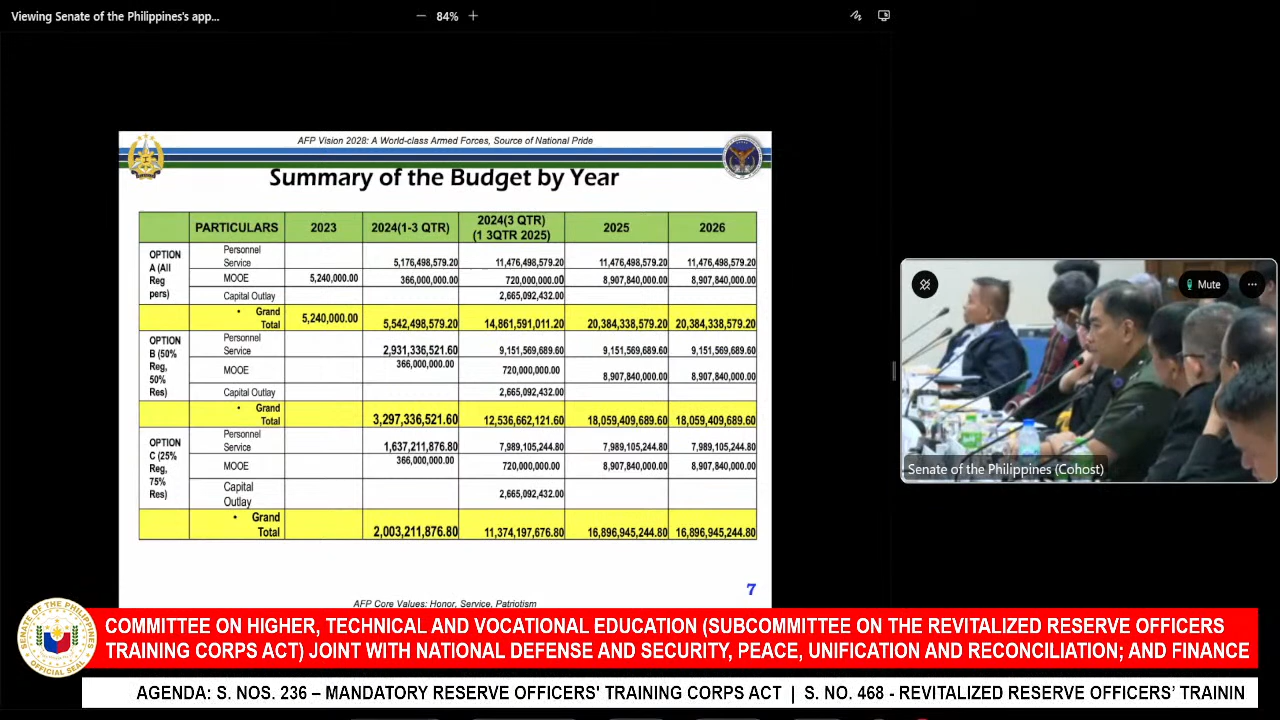 Viewing Senate of the Philippines's app...
84%
AFP Vision 2028: A World-class Armed Forces, Source of National Pride
Summary of the Budget by Year
PARTICULARS 2023 2024(1-3 QTR) 2024(3 QTR) (1 3QTR 2025) 2025 2026
OPTION A (All Reg pers) Personnel Service 5,176,498,579.20 11,476,498,579.20 11,476,498,579.20 11,476,498,579.20
MOOE 5,240,000.00 366,000,000.00 720,000,000.00 8,907,840,000.00 8,907,840,000.00
Capital Outlay 2,665,092,432.00
• Grand Total 5,240,000.00 5,542,498,579.20 14,861,591,011.20 20,384,338,579.20 20,384,338,579.20
OPTION B (50% Reg, 50% Res) Personnel Service 2,931,336,521.60 9,151,569,689.60 9,151,569,689.60 9,151,569,689.60
MOOE 366,000,000.00 720,000,000.00 8,907,840,000.00 8,907,840,000.00
Capital Outlay 2,665,092,432.00
• Grand Total 3,297,336,521.60 12,536,662,121.60 18,059,409,689.60 18,059,409,689.60
OPTION C (25% Reg, 75% Res) Personnel Service 1,637,211,876.80 7,989,105,244.80 7,989,105,244.80 7,989,105,244.80
MOOE 366,000,000.00 720,000,000.00 8,907,840,000.00 8,907,840,000.00
Capital Outlay 2,665,092,432.00
• Grand Total 2,003,211,876.80 11,374,197,676.80 16,896,945,244.80 16,896,945,244.80
7
AFP Core Values: Honor, Service, Patriotism
Mute
Senate of the Philippines (Cohost)
SENATE OF THE PHILIPPINES
OFFICIAL SEAL
COMMITTEE ON HIGHER, TECHNICAL AND VOCATIONAL EDUCATION (SUBCOMMITTEE ON THE REVITALIZED RESERVE OFFICERS
TRAINING CORPS ACT) JOINT WITH NATIONAL DEFENSE AND SECURITY, PEACE, UNIFICATION AND RECONCILIATION; AND FINANCE
AGENDA: S. NOS. 236 – MANDATORY RESERVE OFFICERS' TRAINING CORPS ACT | S. NO. 468 - REVITALIZED RESERVE OFFICERS' TRAININ